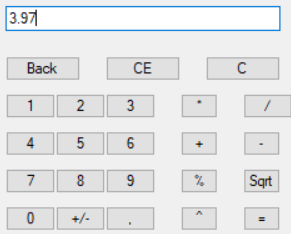 3.97
Back CE C
1 2 3 * /
4 5 6 + -
7 8 9 % Sqrt
0 +/- . ^ =